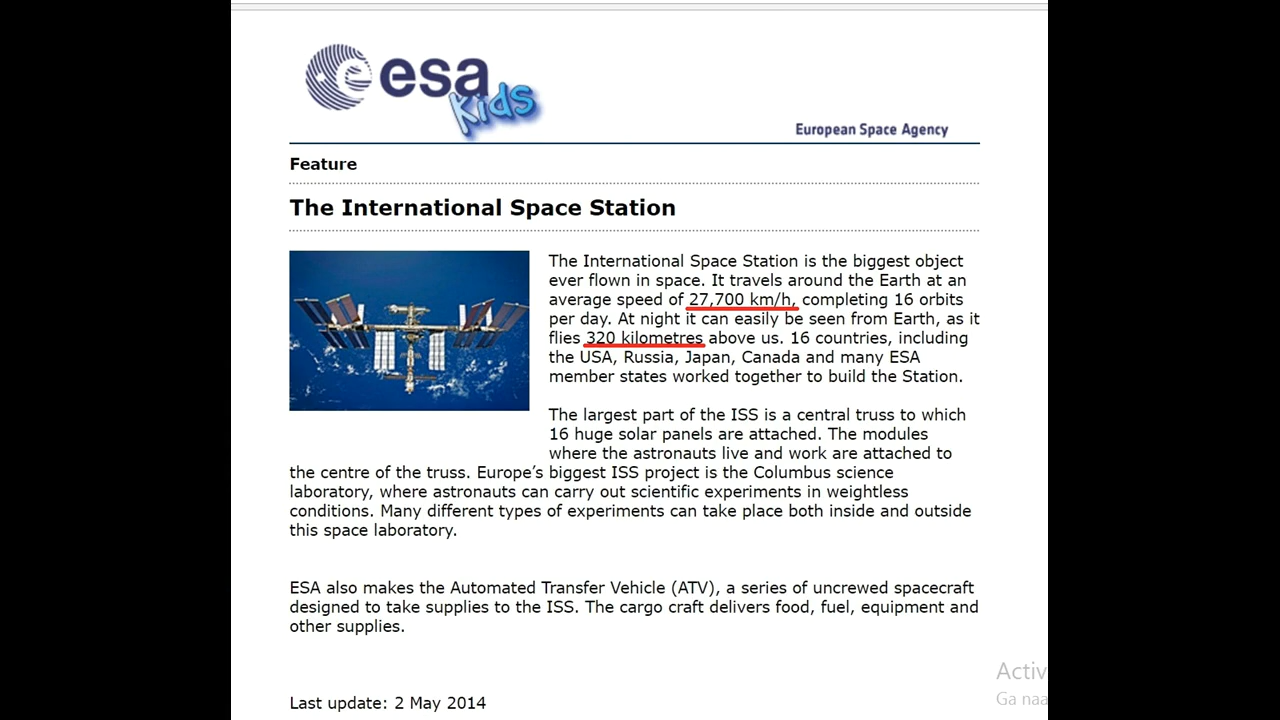 esa
kids
European Space Agency
Feature
The International Space Station
The International Space Station is the biggest object
ever flown in space. It travels around the Earth at an
average speed of 27,700 km/h, completing 16 orbits
per day. At night it can easily be seen from Earth, as it
flies 320 kilometres above us. 16 countries, including
the USA, Russia, Japan, Canada and many ESA
member states worked together to build the Station.
The largest part of the ISS is a central truss to which
16 huge solar panels are attached. The modules
where the astronauts live and work are attached to
the centre of the truss. Europe’s biggest ISS project is the Columbus science
laboratory, where astronauts can carry out scientific experiments in weightless
conditions. Many different types of experiments can take place both inside and outside
this space laboratory.
ESA also makes the Automated Transfer Vehicle (ATV), a series of uncrewed spacecraft
designed to take supplies to the ISS. The cargo craft delivers food, fuel, equipment and
other supplies.
Activ
Ga naa
Last update: 2 May 2014